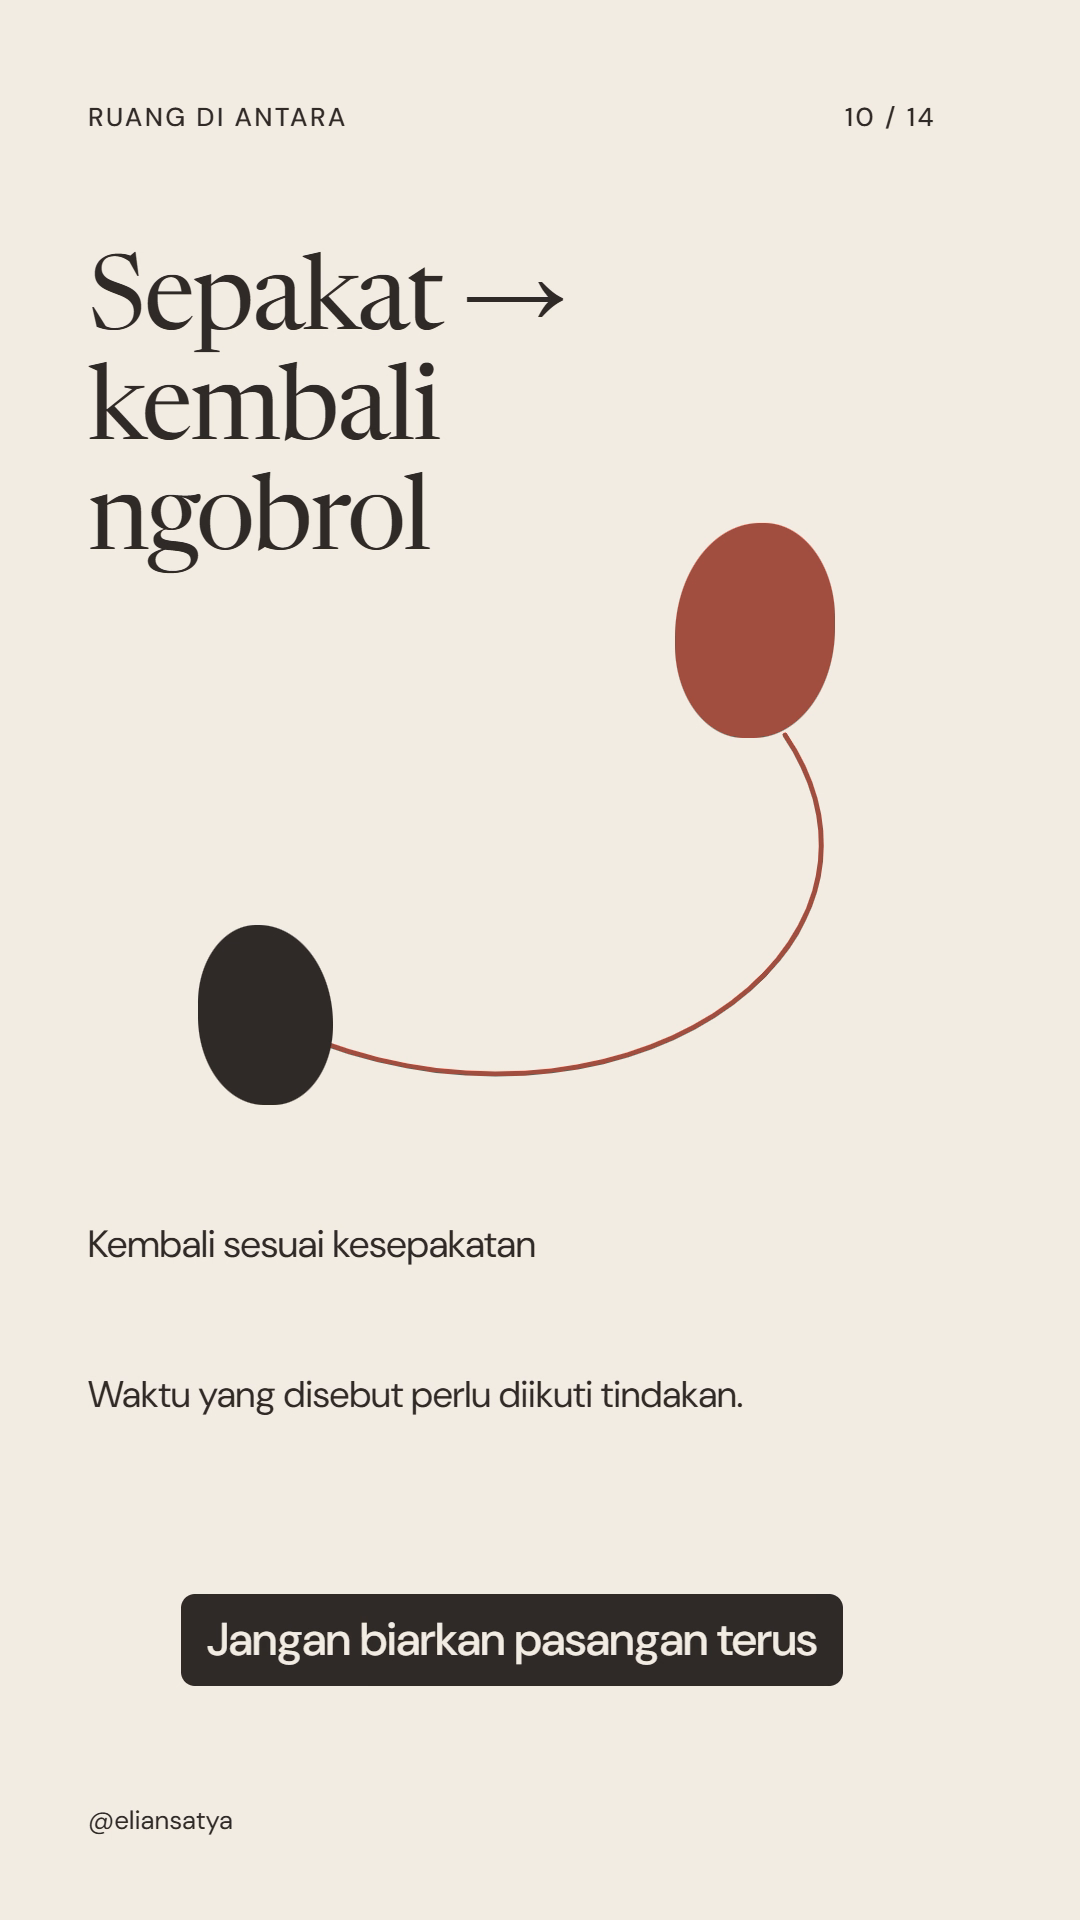 RUANG DI ANTARA
10 / 14
Sepakat →
kembali
ngobrol
Kembali sesuai kesepakatan
Waktu yang disebut perlu diikuti tindakan.
Jangan biarkan pasangan terus
@eliansatya